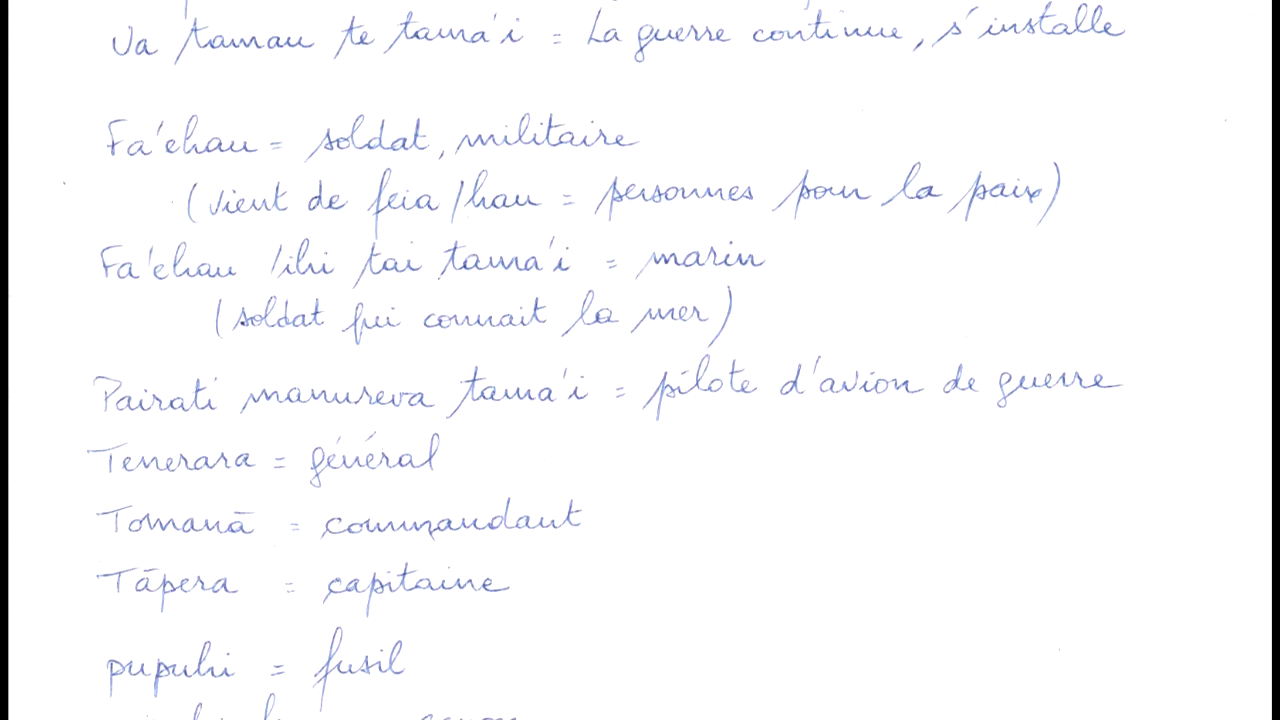 Ua tamau te tama'i = La guerre continue, s'installe
Fa'ehau = soldat, militaire
(vient de feia / hau = personnes pour la paix)
Fa'ehau / ihi tai tama'i = marin
(soldat qui connait la mer)
Pairati manureva tama'i = pilote d'avion de guerre
Tenerara = général
Tomanā = commandant
Tāpera = capitaine
pupuhi = fusil